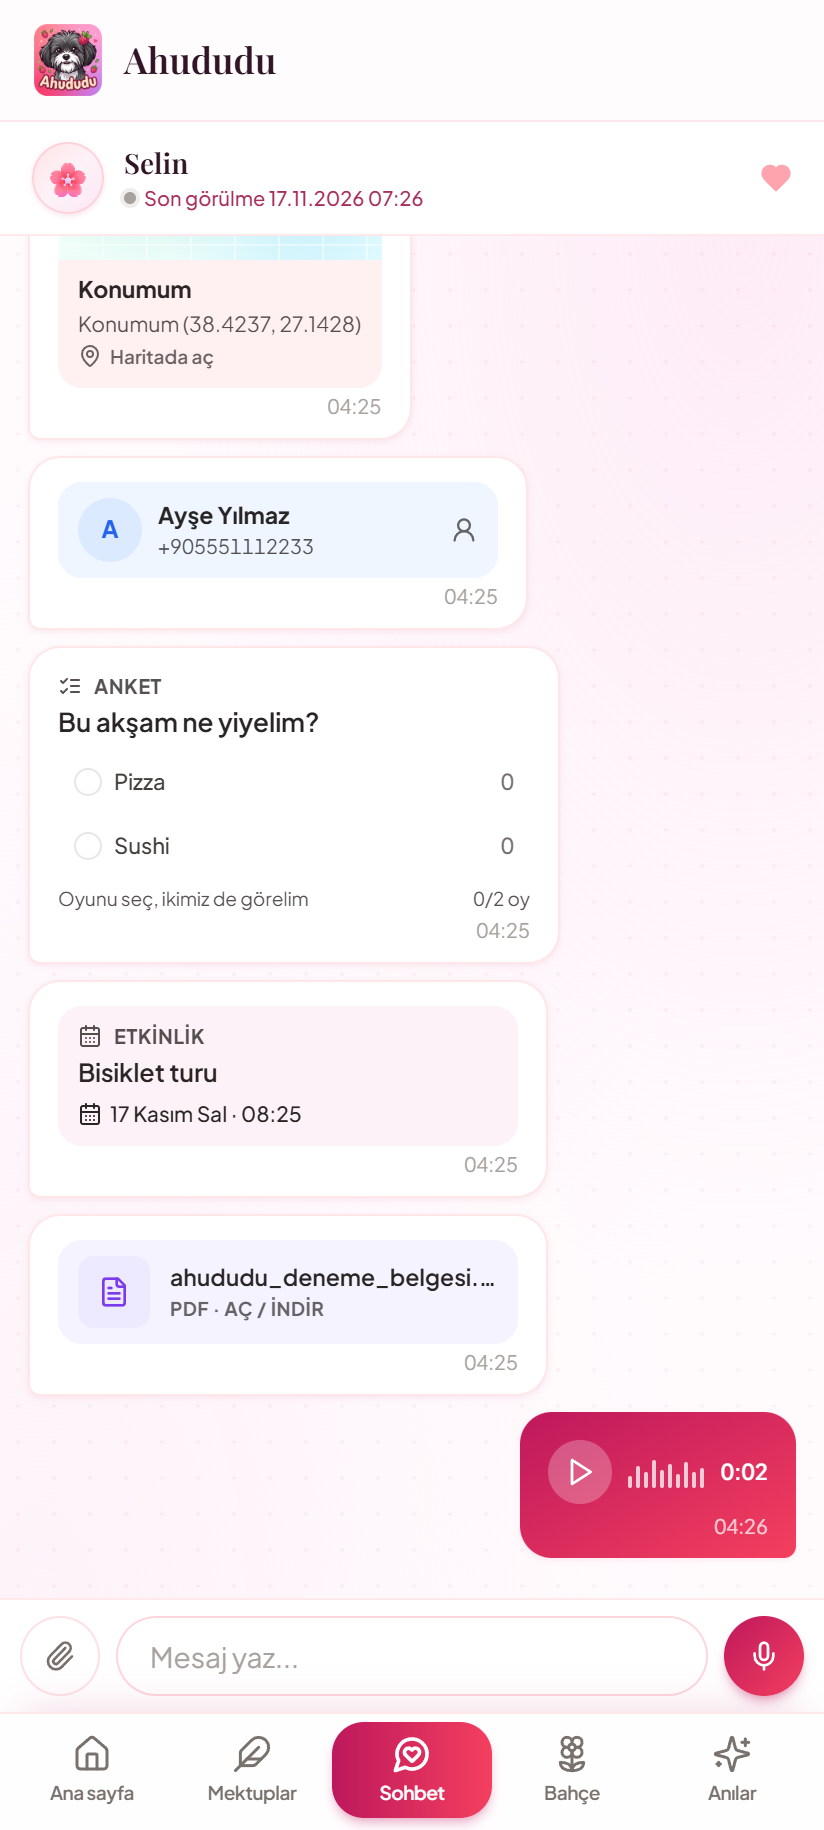 Ahududu
Ahududu
Selin
Son görülme 17.11.2026 07:26
Konumum
Konumum (38.4237, 27.1428)
Haritada aç
04:25
A
Ayşe Yılmaz
+905551112233
04:25
ANKET
Bu akşam ne yiyelim?
Pizza 0
Sushi 0
Oyunu seç, ikimiz de görelim 0/2 oy
04:25
ETKİNLİK
Bisiklet turu
17 Kasım Sal · 08:25
04:25
ahududu_deneme_belgesi.…
PDF · AÇ / İNDİR
04:25
0:02
04:26
Mesaj yaz...
Ana sayfa Mektuplar Sohbet Bahçe Anılar